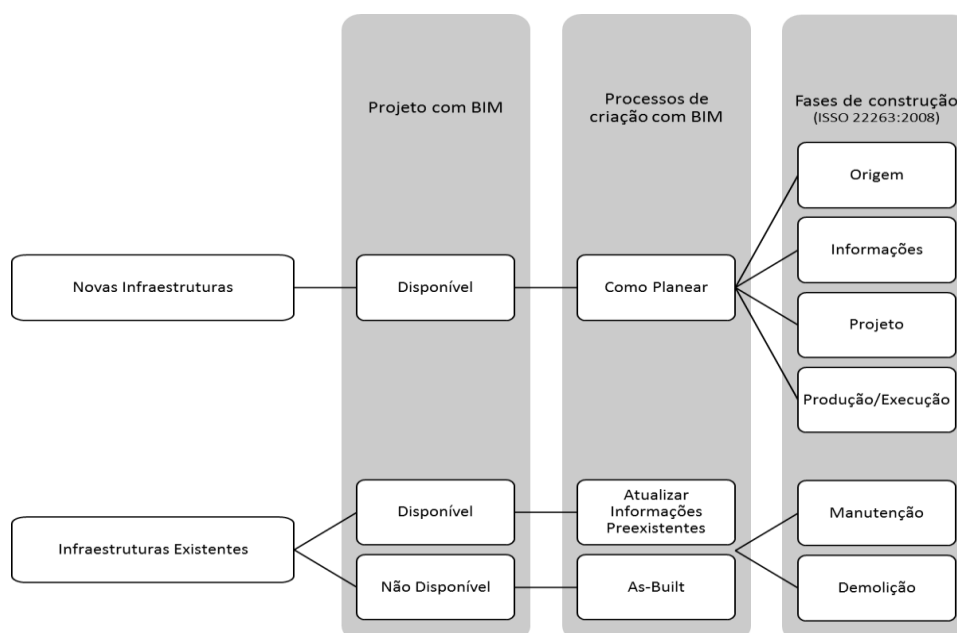 Projeto com BIM
Processos de
criação com BIM
Fases de construção
(ISSO 22263:2008)
Origem
Informações
Novas Infraestruturas
Disponível
Como Planear
Projeto
Produção/Execução
Infraestruturas Existentes
Disponível
Atualizar
Informações
Preexistentes
Manutenção
Não Disponível
As-Built
Demolição